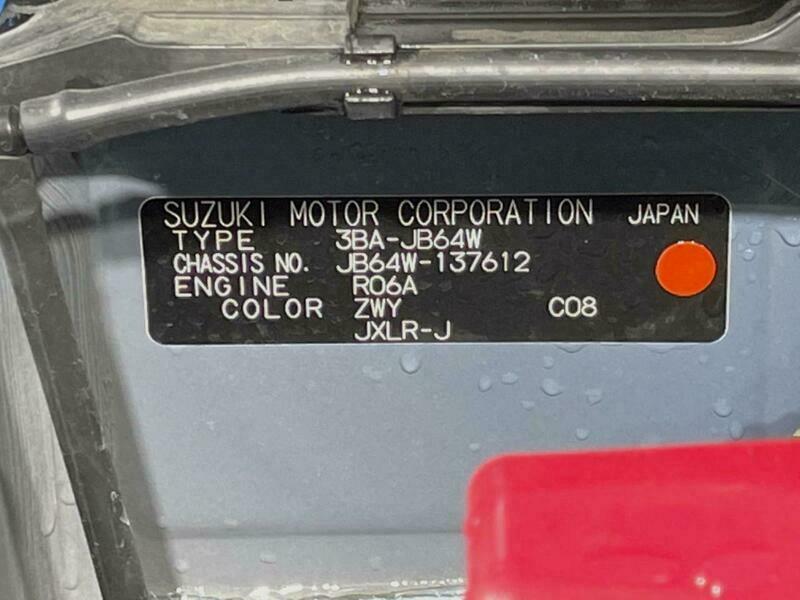 SUZUKI MOTOR CORPORATION JAPAN
TYPE 3BA-JB64W
CHASSIS NO. JB64W-137612
ENGINE R06A
COLOR ZWY C08
JXLR-J